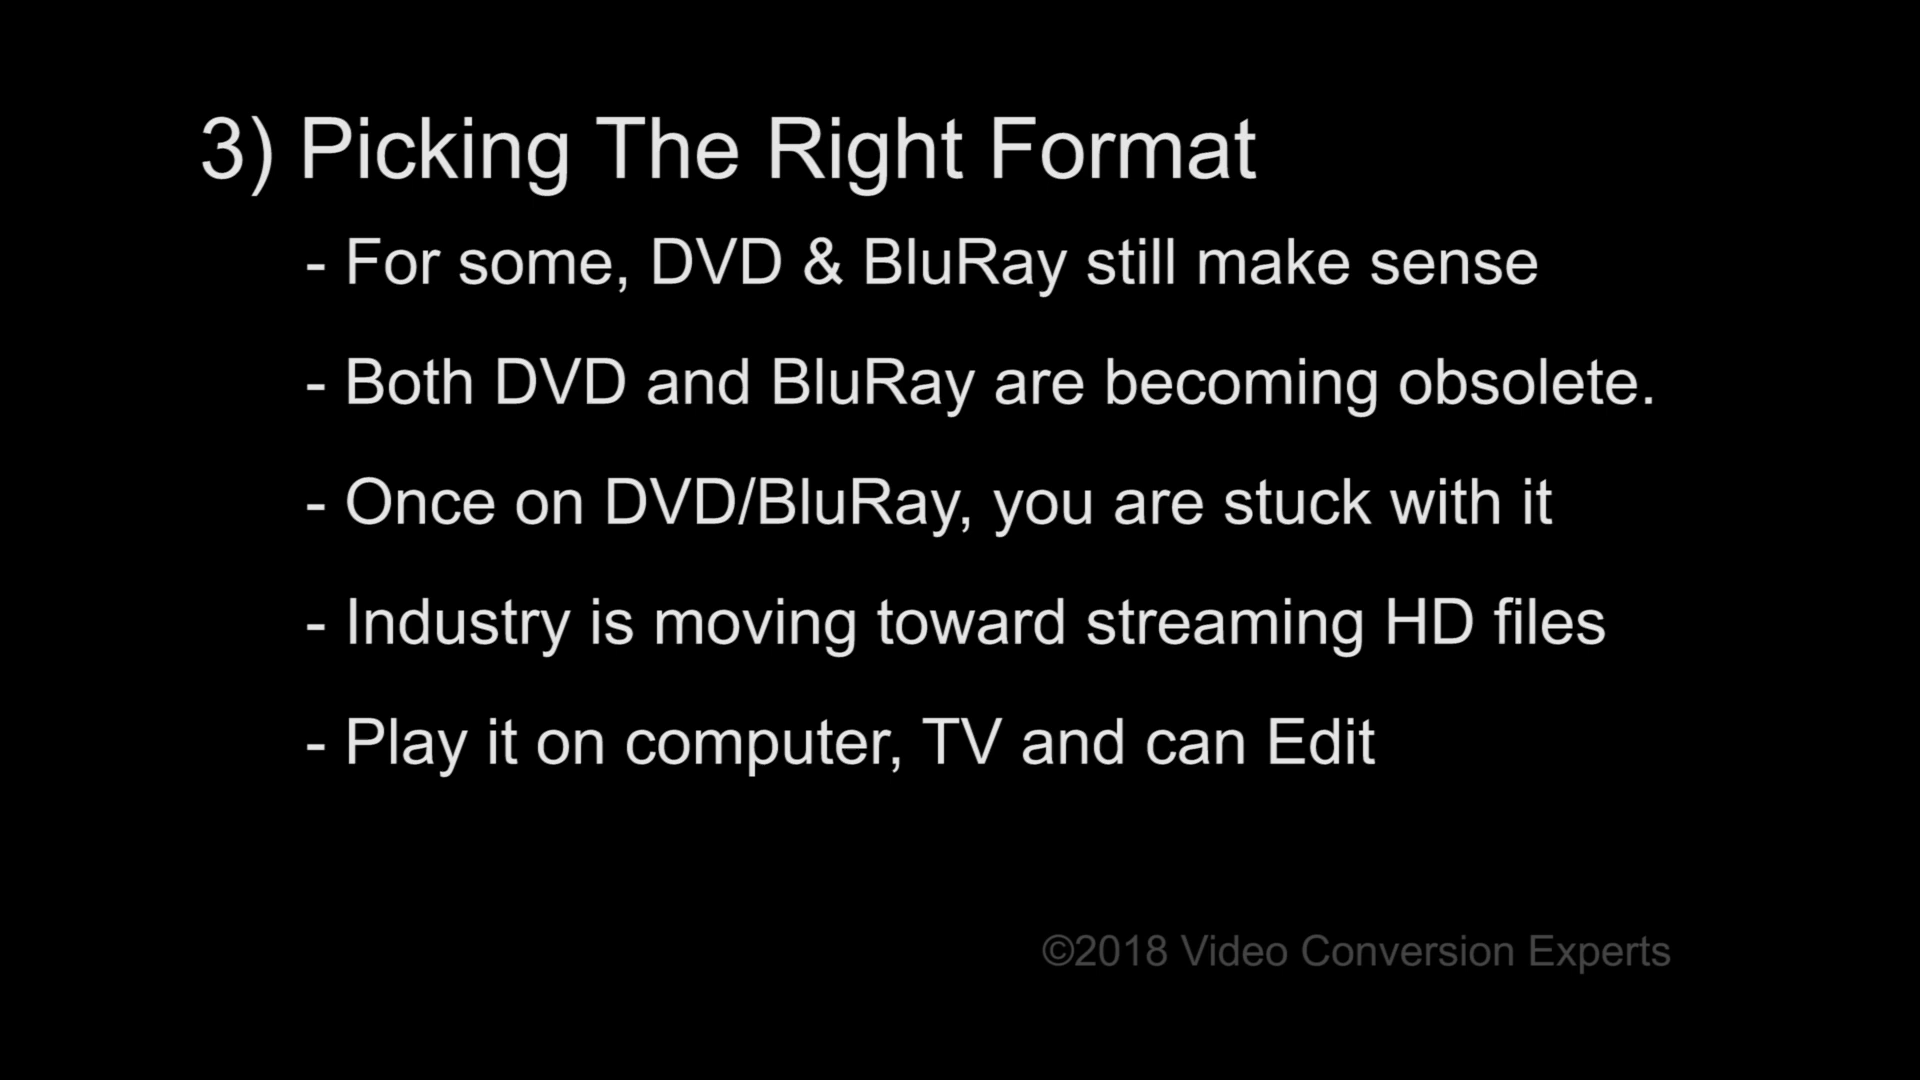 3) Picking The Right Format
- For some, DVD & BluRay still make sense
- Both DVD and BluRay are becoming obsolete.
- Once on DVD/BluRay, you are stuck with it
- Industry is moving toward streaming HD files
- Play it on computer, TV and can Edit
©2018 Video Conversion Experts